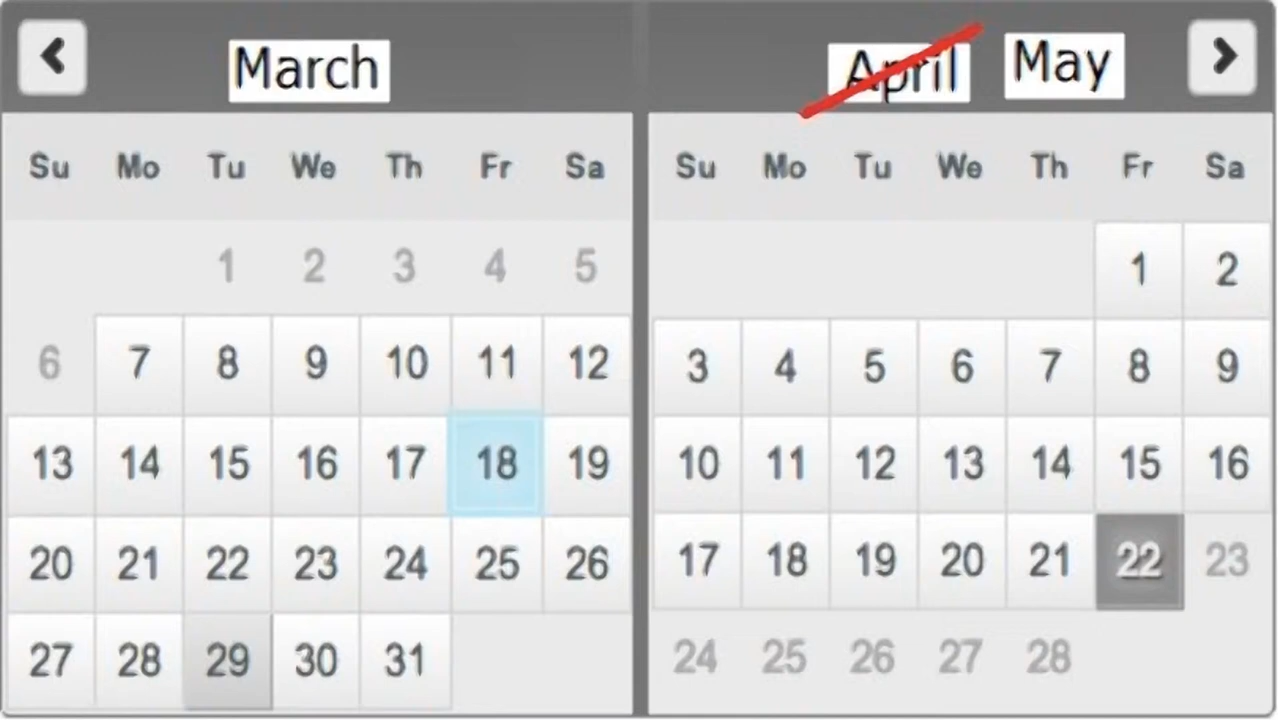 March
April May
Su Mo Tu We Th Fr Sa
1 2 3 4 5
6 7 8 9 10 11 12
13 14 15 16 17 18 19
20 21 22 23 24 25 26
27 28 29 30 31
Su Mo Tu We Th Fr Sa
1 2
3 4 5 6 7 8 9
10 11 12 13 14 15 16
17 18 19 20 21 22 23
24 25 26 27 28